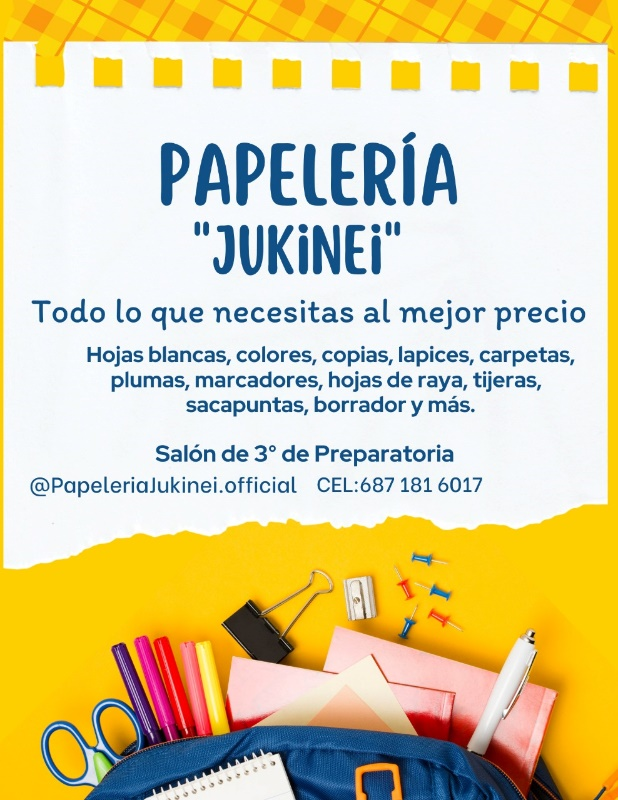 PAPELERÍA
"JUKiNEi"
Todo lo que necesitas al mejor precio
Hojas blancas, colores, copias, lapices, carpetas,
plumas, marcadores, hojas de raya, tijeras,
sacapuntas, borrador y más.
Salón de 3° de Preparatoria
@PapeleriaJukinei.official CEL:687 181 6017